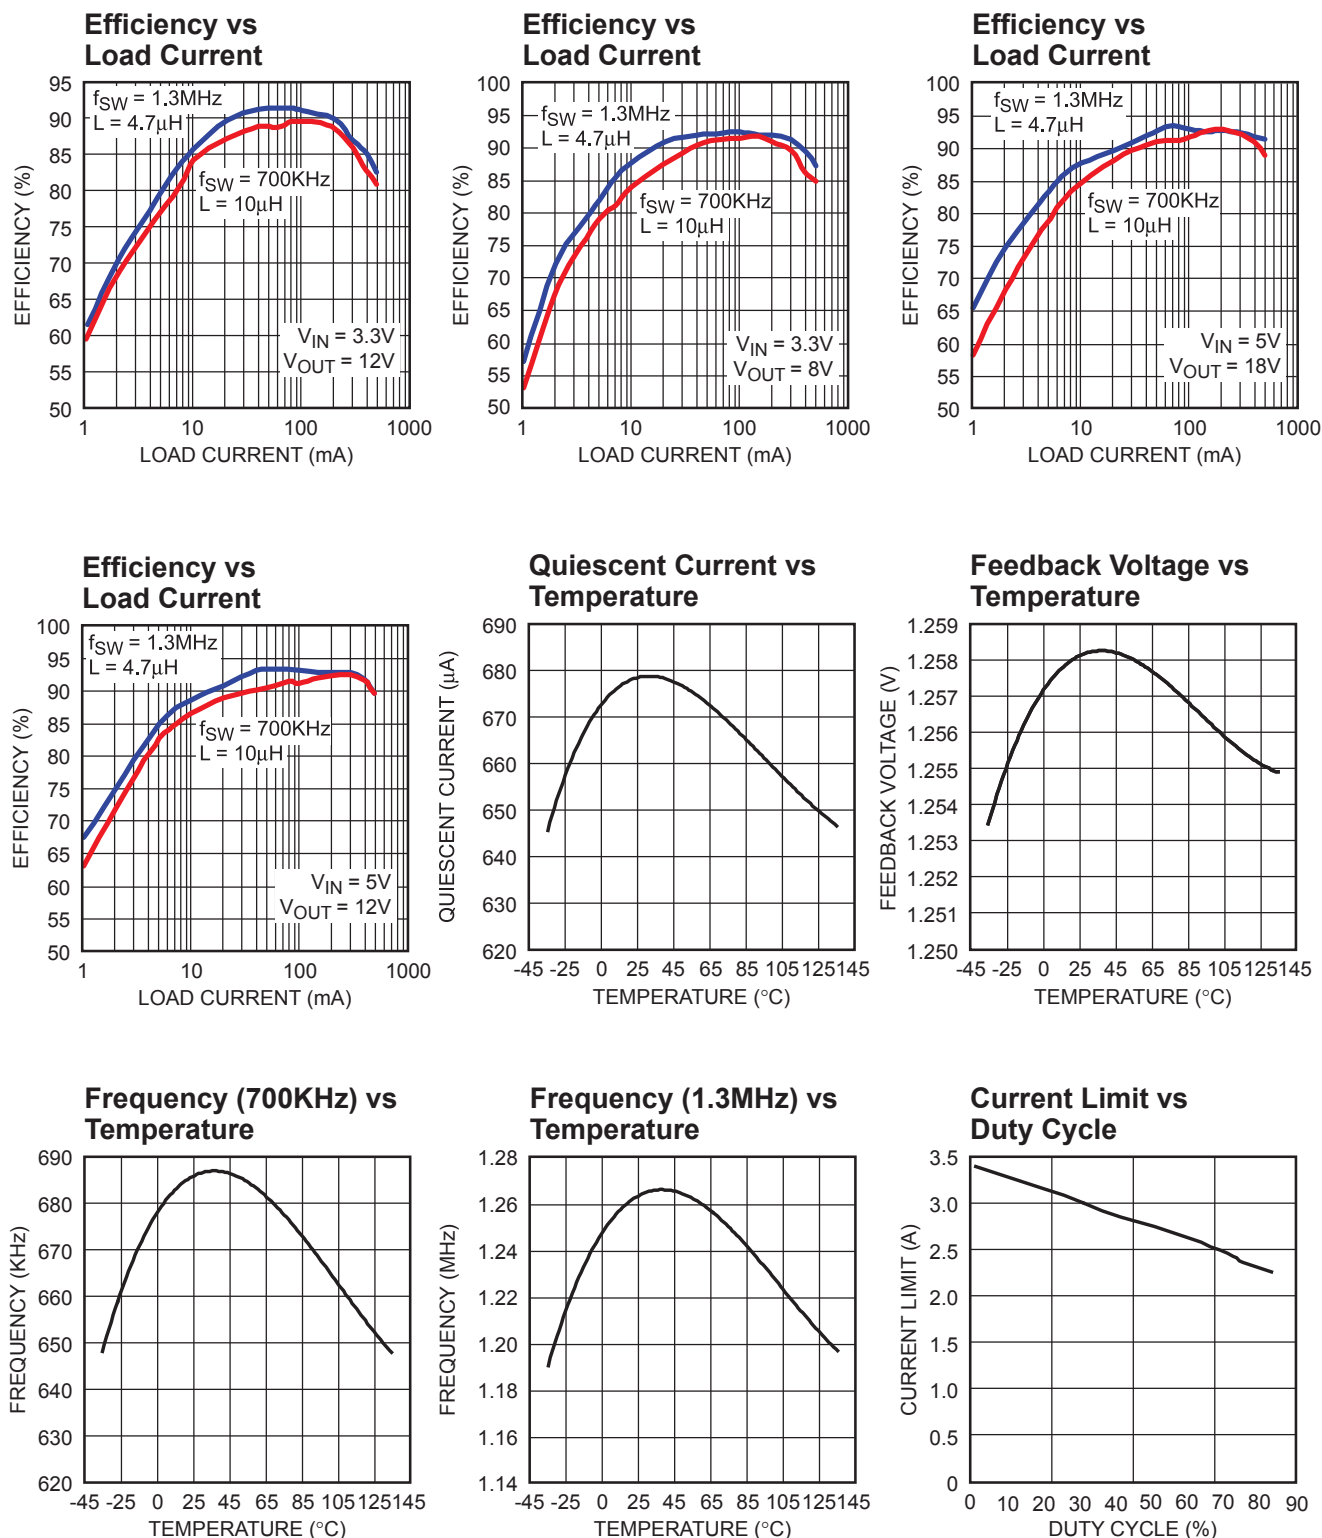 Efficiency vs
Load Current
95
90
85
80
75
70
65
60
55
50
EFFICIENCY (%)
fSW = 1.3MHz
L = 4.7µH
fSW = 700KHz
L = 10µH
VIN = 3.3V
VOUT = 12V
1 10 100 1000
LOAD CURRENT (mA)
Efficiency vs
Load Current
100
95
90
85
80
75
70
65
60
55
50
EFFICIENCY (%)
fSW = 1.3MHz
L = 4.7µH
fSW = 700KHz
L = 10µH
VIN = 3.3V
VOUT = 8V
1 10 100 1000
LOAD CURRENT (mA)
Efficiency vs
Load Current
100
95
90
85
80
75
70
65
60
55
50
EFFICIENCY (%)
fSW = 1.3MHz
L = 4.7µH
fSW = 700KHz
L = 10µH
VIN = 5V
VOUT = 18V
1 10 100 1000
LOAD CURRENT (mA)
Efficiency vs
Load Current
100
95
90
85
80
75
70
65
60
55
50
EFFICIENCY (%)
fSW = 1.3MHz
L = 4.7µH
fSW = 700KHz
L = 10µH
VIN = 5V
VOUT = 12V
1 10 100 1000
LOAD CURRENT (mA)
Quiescent Current vs
Temperature
690
680
670
660
650
640
630
620
QUIESCENT CURRENT (µA)
-45 -25 0 25 45 65 85 105 125 145
TEMPERATURE (°C)
Feedback Voltage vs
Temperature
1.259
1.258
1.257
1.256
1.255
1.254
1.253
1.252
1.251
1.250
FEEDBACK VOLTAGE (V)
-45 -25 0 25 45 65 85 105 125 145
TEMPERATURE (°C)
Frequency (700KHz) vs
Temperature
690
680
670
660
650
640
630
620
FREQUENCY (KHz)
-45 -25 0 25 45 65 85 105 125 145
TEMPERATURE (°C)
Frequency (1.3MHz) vs
Temperature
1.28
1.26
1.24
1.22
1.20
1.18
1.16
1.14
FREQUENCY (MHz)
-45 -25 0 25 45 65 85 105 125 145
TEMPERATURE (°C)
Current Limit vs
Duty Cycle
3.5
3.0
2.5
2.0
1.5
1.0
0.5
0
CURRENT LIMIT (A)
0 10 20 30 40 50 60 70 80 90
DUTY CYCLE (%)